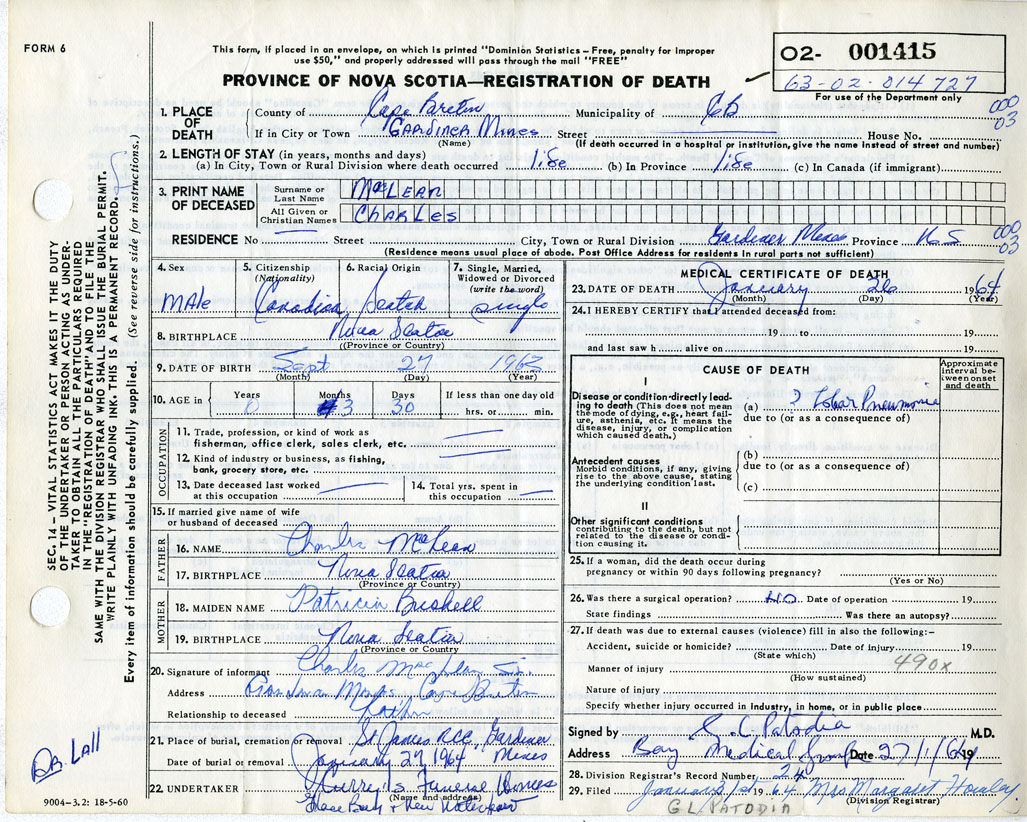 FORM 6
This form, if placed in an envelope, on which is printed "Dominion Statistics — Free, penalty for improper
use $50," and properly addressed will pass through the mail "FREE"
PROVINCE OF NOVA SCOTIA—REGISTRATION OF DEATH
02- 001415
63-02-014727
For use of the Department only
000
03
1. PLACE OF DEATH
County of Cape Breton Municipality of CB
If in City or Town GARDINER MINES Street House No.
(Name) (If death occurred in a hospital or institution, give the name instead of street and number)
2. LENGTH OF STAY (in years, months and days)
(a) In City, Town or Rural Division where death occurred life (b) In Province life (c) In Canada (if immigrant)
3. PRINT NAME OF DECEASED
Surname or Last Name MacLEAN
All Given or Christian Names CHARLES
RESIDENCE No Street City, Town or Rural Division Gardiner Mines Province N.S
000
03
(Residence means usual place of abode. Post Office Address for residents in rural parts not sufficient)
4. Sex MAle
5. Citizenship (Nationality) Canadian
6. Racial Origin Scotch
7. Single, Married, Widowed or Divorced (write the word) single
8. BIRTHPLACE Nova Scotia
(Province or Country)
9. DATE OF BIRTH Sept 27 1963
(Month) (Day) (Year)
10. AGE in Years 0 Months 3 Days 30 If less than one day old hrs. or min.
OCCUPATION
11. Trade, profession, or kind of work as
fisherman, office clerk, sales clerk, etc.
12. Kind of industry or business, as fishing,
bank, grocery store, etc.
13. Date deceased last worked
at this occupation
14. Total yrs. spent in
this occupation
15. If married give name of wife
or husband of deceased
FATHER
16. NAME Charles MacLean
17. BIRTHPLACE Nova Scotia
(Province or Country)
MOTHER
18. MAIDEN NAME Patricia Bushell
19. BIRTHPLACE Nova Scotia
(Province or Country)
20. Signature of informant Charles MacLean Sr.
Address Mines Cape Breton
Relationship to deceased Father
21. Place of burial, cremation or removal St James RCC, Gardiner Mines
Date of burial or removal January 27, 1964
22. UNDERTAKER Curry's Funeral Homes
(Name and address)
Glace Bay & New Waterford
MEDICAL CERTIFICATE OF DEATH
23. DATE OF DEATH January 26 1964
(Month) (Day) (Year)
24. I HEREBY CERTIFY that I attended deceased from:
19 to 19
and last saw h alive on 19
CAUSE OF DEATH
Approximate interval between onset and death
I
Disease or condition directly leading to death (This does not mean the mode of dying, e.g., heart failure, asthenia, etc. It means the disease, injury, or complication which caused death.)
(a) ? Lobar Pneumonia
due to (or as a consequence of)
Antecedent causes
Morbid conditions, if any, giving rise to the above cause, stating the underlying condition last.
(b)
due to (or as a consequence of)
(c)
II
Other significant conditions
contributing to the death, but not related to the disease or condition causing it.
25. If a woman, did the death occur during
pregnancy or within 90 days following pregnancy?
(Yes or No)
26. Was there a surgical operation? NO Date of operation 19
State findings Was there an autopsy?
27. If death was due to external causes (violence) fill in also the following:–
Accident, suicide or homicide? Date of injury 19
(State which)
490x
Manner of injury
(How sustained)
Nature of injury
Specify whether injury occurred in industry, in home, or in public place
Signed by G. L. Patodia M.D.
Address Bay Medical Group Date 27/1/64 19
28. Division Registrar's Record Number 24
29. Filed January 31st 1964 Mrs Margaret
(Division Registrar)
GL. PATODIA
SEC. 14 – VITAL STATISTICS ACT MAKES IT THE DUTY
OF THE UNDERTAKER OR PERSON ACTING AS UNDER-
TAKER TO OBTAIN ALL THE PARTICULARS REQUIRED
IN THE "REGISTRATION OF DEATH" AND TO FILE THE
SAME WITH THE DIVISION REGISTRAR WHO SHALL ISSUE THE BURIAL PERMIT.
WRITE PLAINLY WITH UNFADING INK. THIS IS A PERMANENT RECORD.
Every item of information should be carefully supplied. (See reverse side for instructions.)
DR. LALL
9004–3.2: 18-5-60